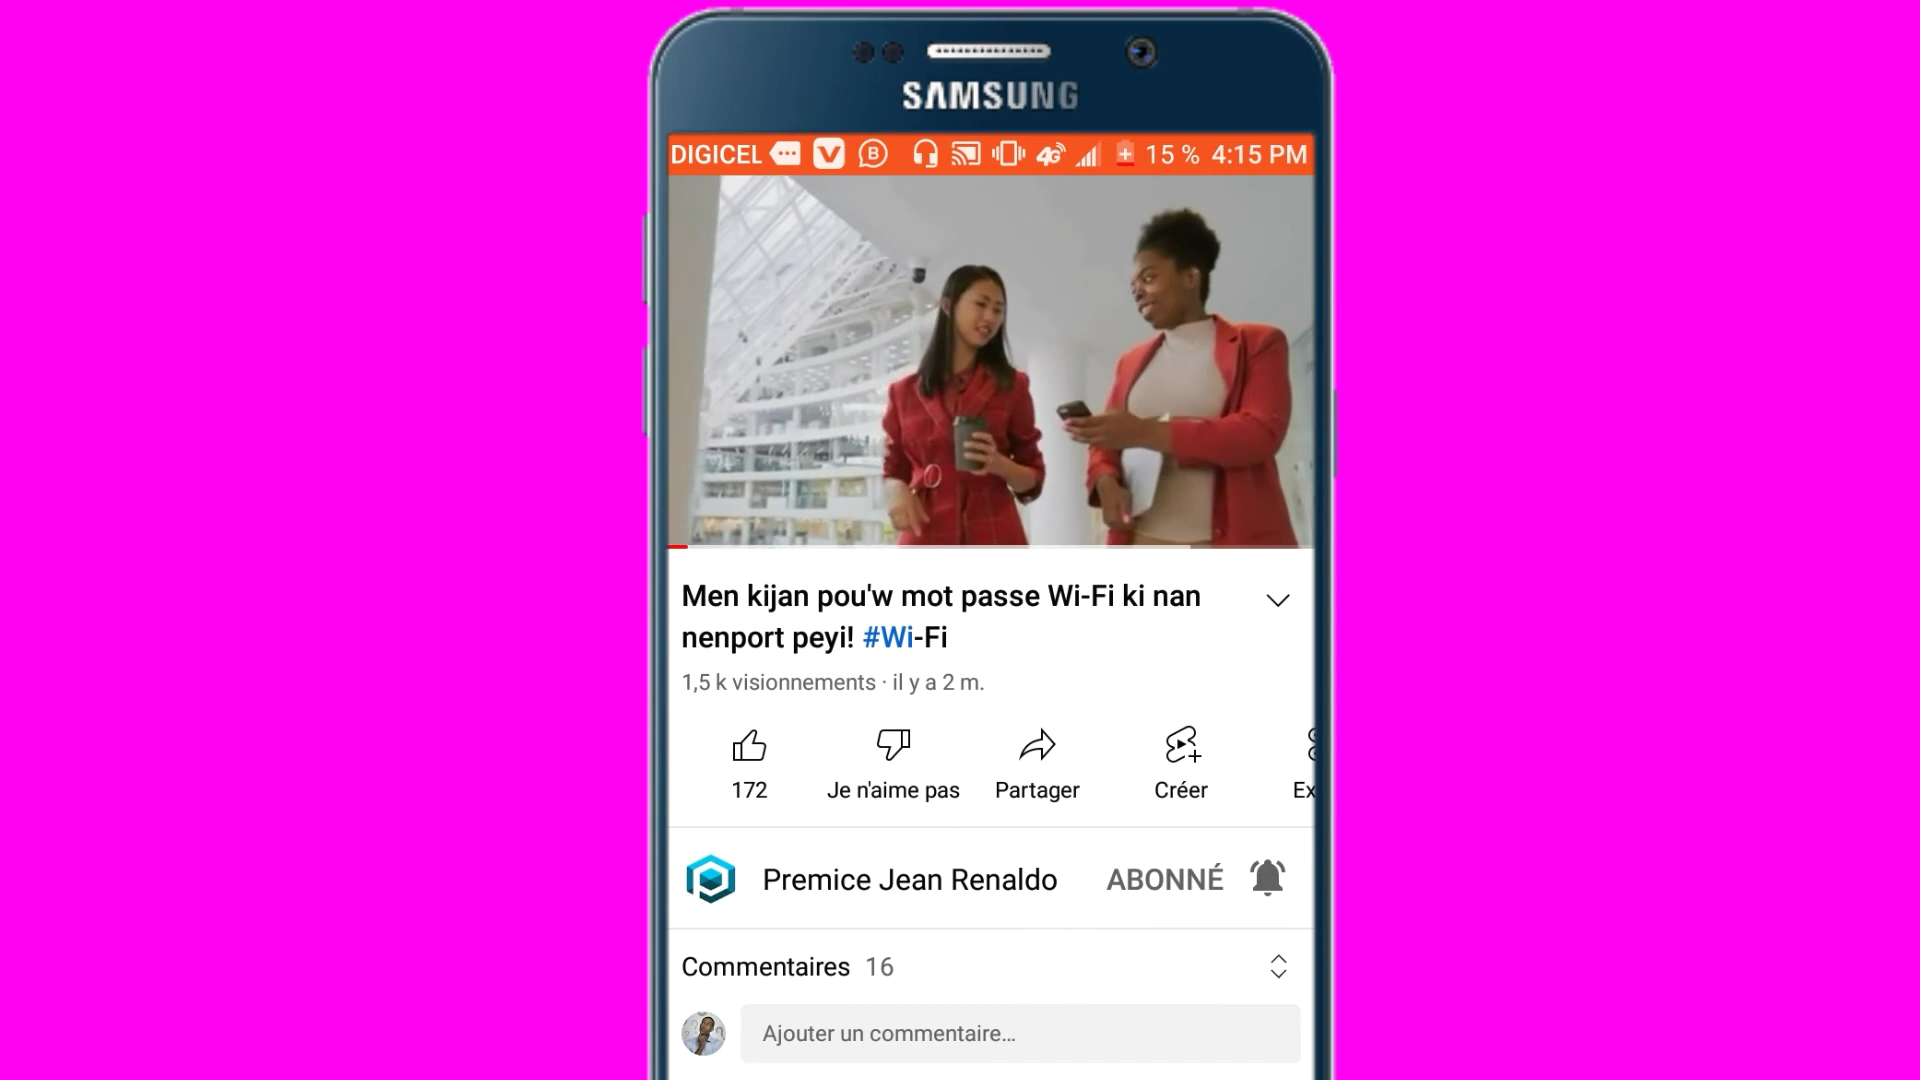 SAMSUNG
DIGICEL 4G 15 % 4:15 PM
Men kijan pou'w mot passe Wi-Fi ki nan
nenport peyi! #Wi-Fi
1,5 k visionnements · il y a 2 m.
172 Je n'aime pas Partager Créer Ex
Premice Jean Renaldo ABONNÉ
Commentaires 16
Ajouter un commentaire...